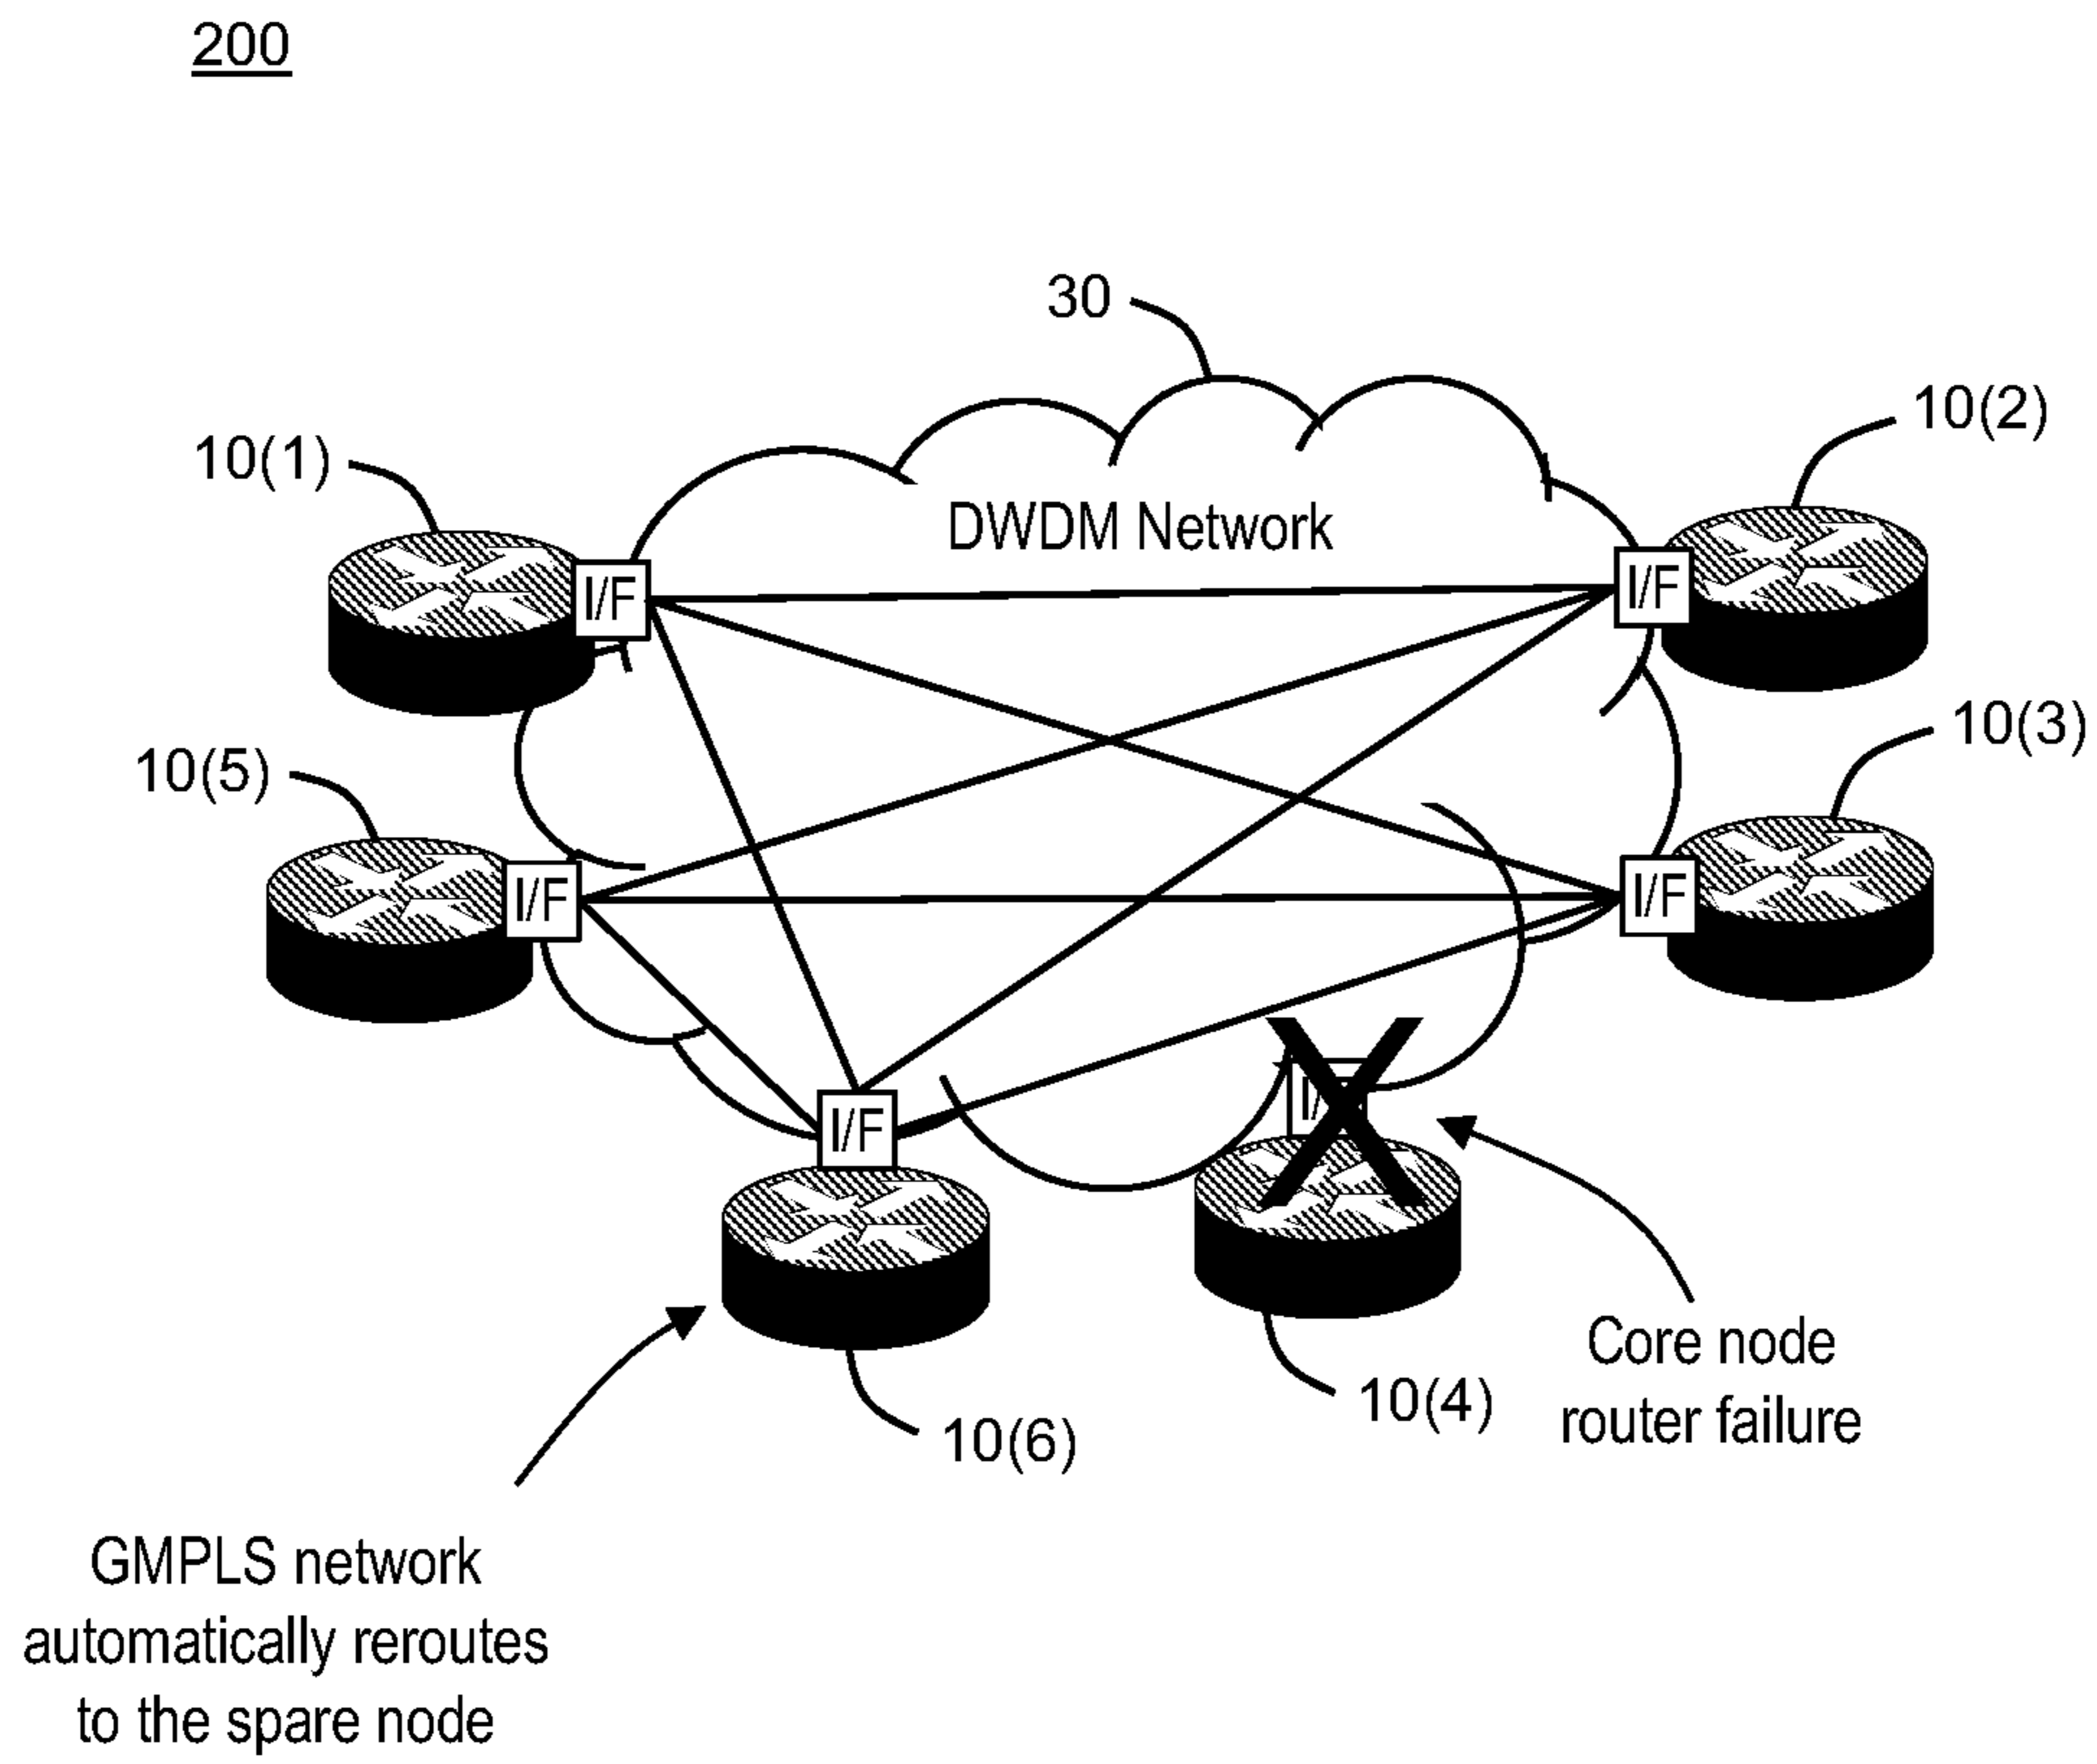 200
30
10(2)
10(1)
DWDM Network
I/F
I/F
10(3)
10(5)
I/F
I/F
I/F
Core node
router failure
10(4)
10(6)
GMPLS network
automatically reroutes
to the spare node